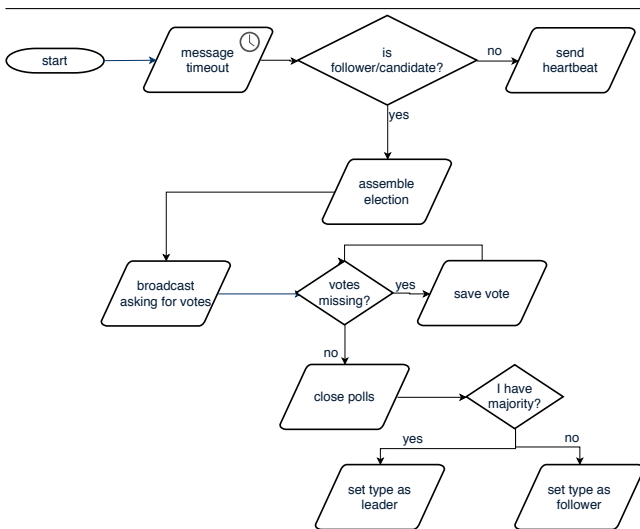 start
message
timeout
is
follower/candidate?
no
send
heartbeat
yes
assemble
election
broadcast
asking for votes
votes
missing?
yes
save vote
no
close polls
I have
majority?
yes
no
set type as
leader
set type as
follower